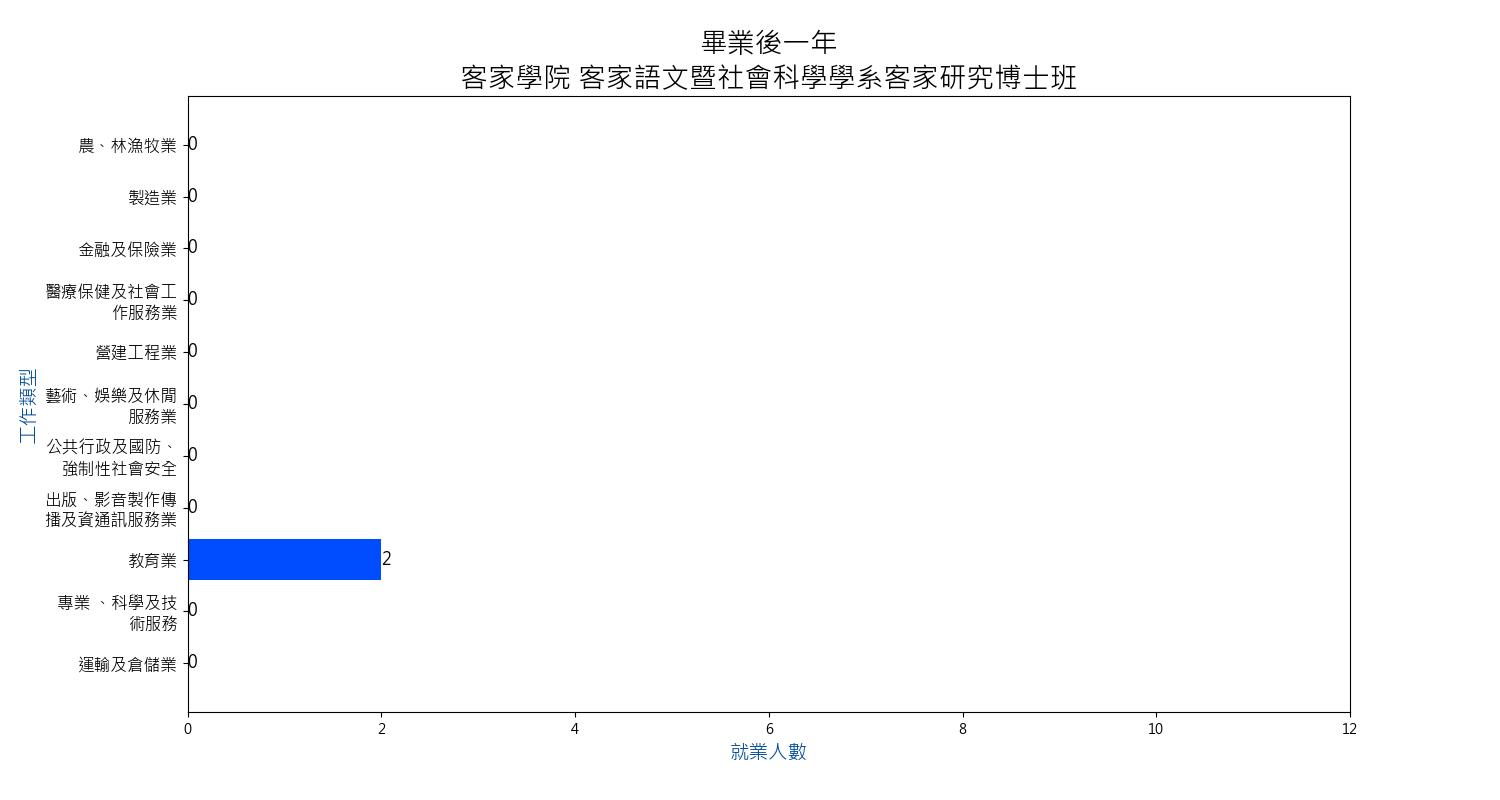 畢業後一年
客家學院 客家語文暨社會科學學系客家研究博士班
農、林漁牧業
0
製造業
0
金融及保險業
0
醫療保健及社會工
作服務業
0
營建工程業
0
藝術、娛樂及休閒
服務業
0
公共行政及國防、
強制性社會安全
0
出版、影音製作傳
播及資通訊服務業
0
教育業
2
專業 、科學及技
術服務
0
運輸及倉儲業
0
工作類型
0 2 4 6 8 10 12
就業人數